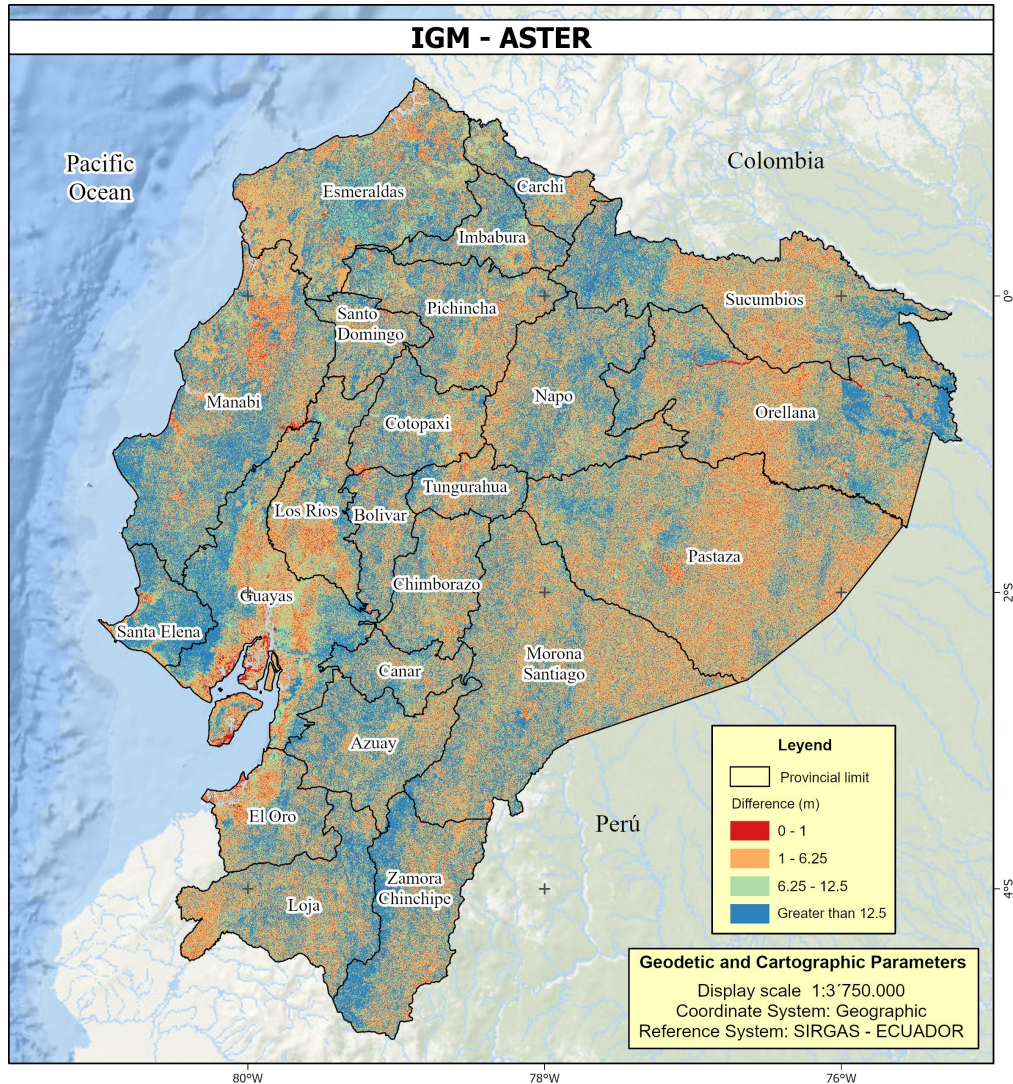 IGM - ASTER
Pacific
Ocean
Colombia
Esmeraldas
Carchi
Imbabura
Sucumbios
0°
Pichincha
Santo
Domingo
Napo
Manabi
Orellana
Cotopaxi
Tungurahua
Los Rios
Bolivar
Pastaza
Chimborazo
2°S
Guayas
Santa Elena
Morona
Santiago
Canar
Azuay
Leyend
Provincial limit
Difference (m)
0 - 1
1 - 6.25
6.25 - 12.5
Greater than 12.5
El Oro
Perú
Zamora
Chinchipe
4°S
Loja
Geodetic and Cartographic Parameters
Display scale 1:3´750.000
Coordinate System: Geographic
Reference System: SIRGAS - ECUADOR
80°W
78°W
76°W